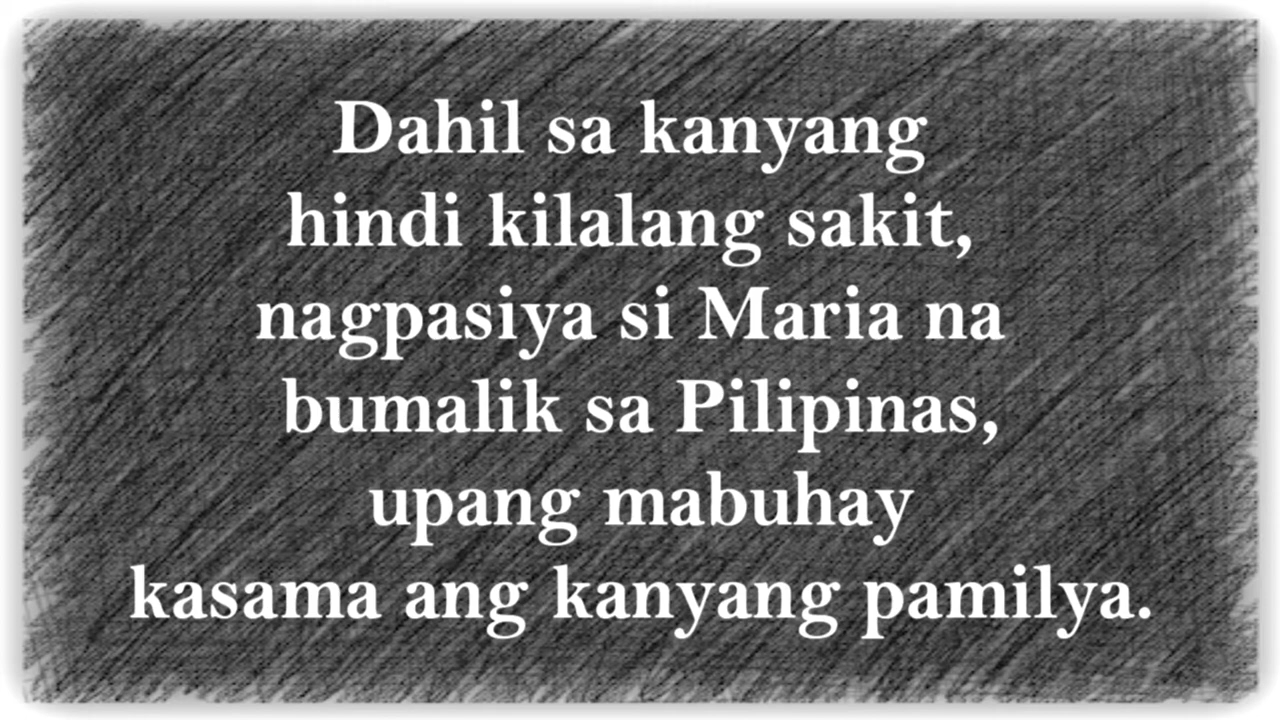 Dahil sa kanyang
hindi kilalang sakit,
nagpasiya si Maria na
bumalik sa Pilipinas,
upang mabuhay
kasama ang kanyang pamilya.